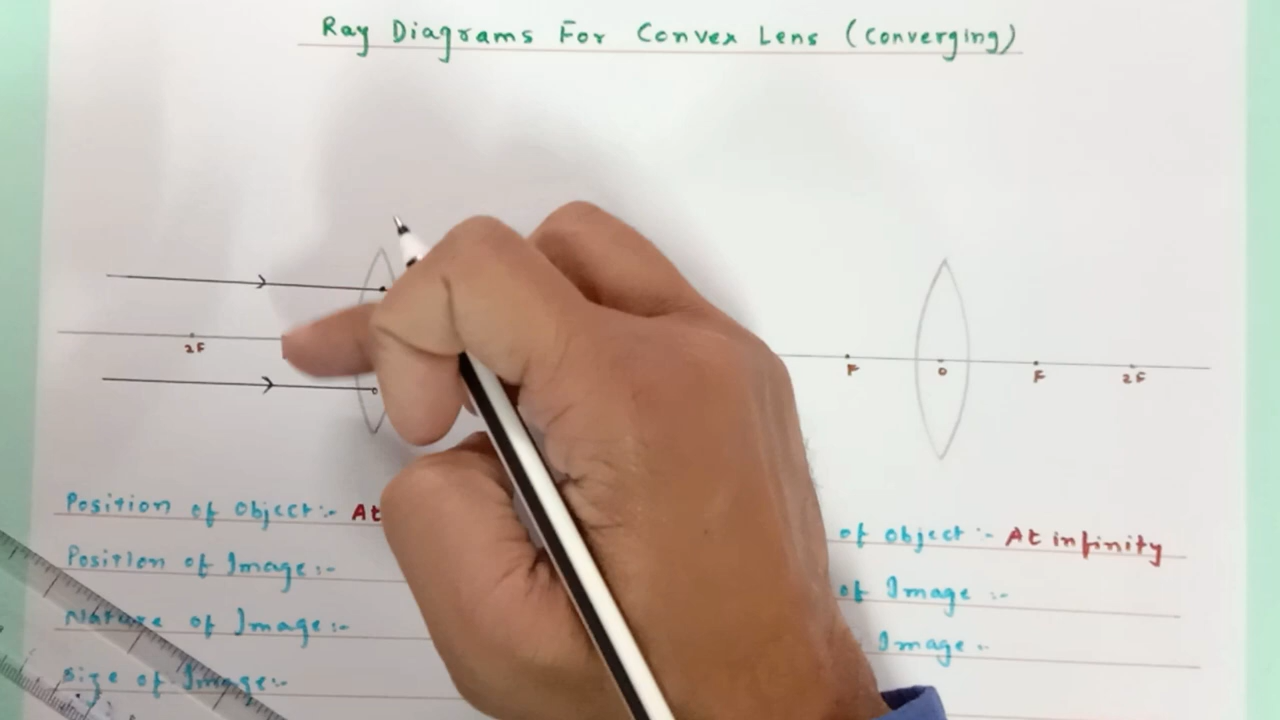 Ray Diagrams For Convex Lens (Converging)
2F
F O F 2F
Position of Object:- At
of object :- At infinity
Position of Image:-
of Image :-
Nature of Image:-
Image -
size of Image:-